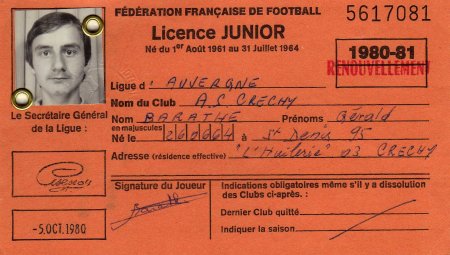 FÉDÉRATION FRANÇAISE DE FOOTBALL
5617081
Licence JUNIOR
Né du 1er Août 1961 au 31 Juillet 1964
1980-81
RENOUVELLEMENT
Ligue d' AUVERGNE
Nom du Club A.S. CRECHY
Nom BARATHE Prénoms Gérald
en majuscules
Né le 260664 à St Denis 95
Adresse (résidence effective) "L'Huilerie" 03 CRECHY
Le Secrétaire Général
de la Ligue :
-5.OCT.1980
Signature du Joueur
Indications obligatoires même s'il y a dissolution
des Clubs ci-après :
Dernier Club quitté
Indiquer la saison